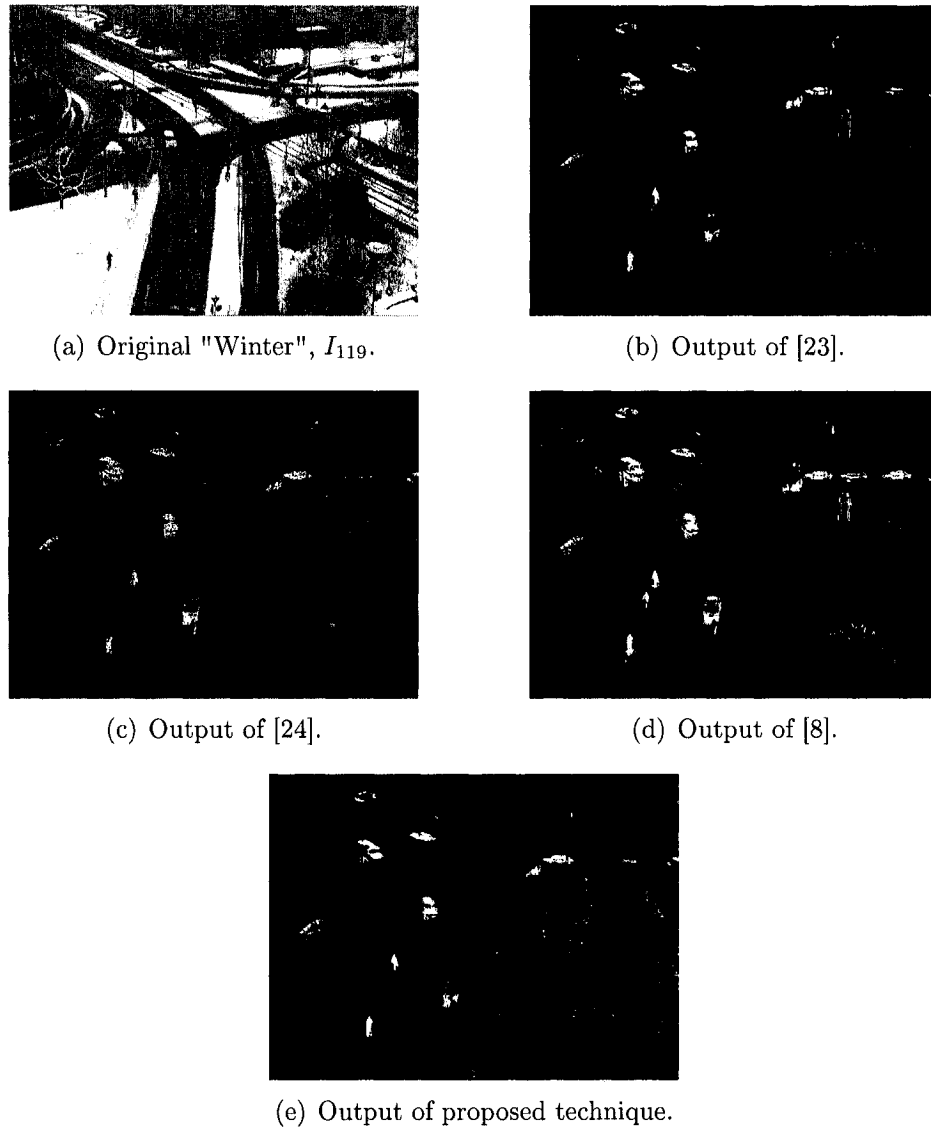 (a) Original "Winter", I₁₁₉.
(b) Output of [23].
(c) Output of [24].
(d) Output of [8].
(e) Output of proposed technique.